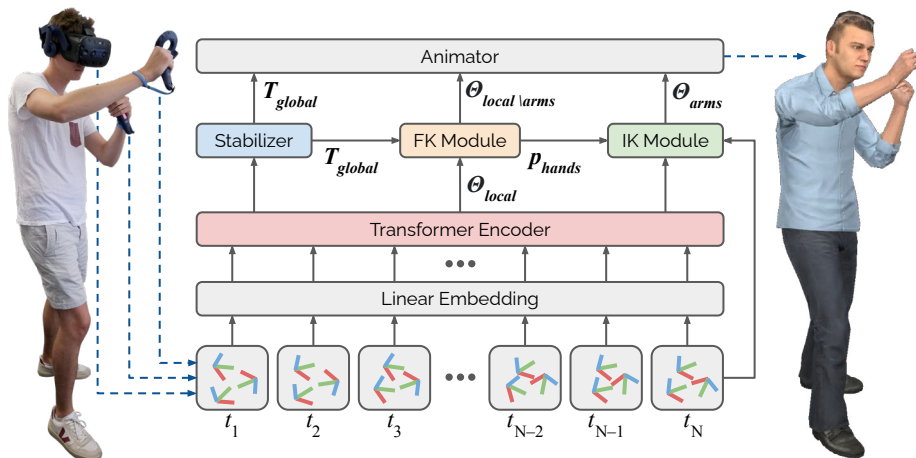 Animator
T_global
Θ_local \arms
Θ_arms
Stabilizer
FK Module
IK Module
T_global
p_hands
Θ_local
Transformer Encoder
•••
Linear Embedding
•••
t_1 t_2 t_3 t_N–2 t_N–1 t_N